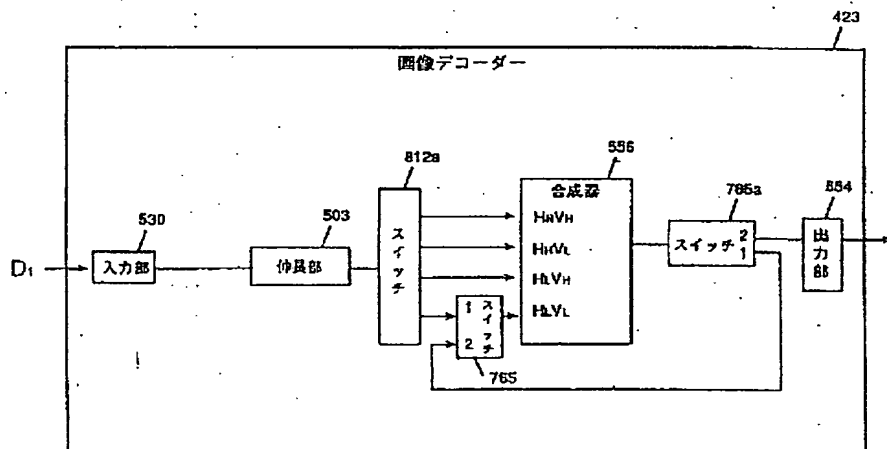 423
画像デコーダー
812a
556
765a
554
530
503
合成器
HHVH
スイッチ
2
1
出力部
D1
入力部
伸長部
スイッチ
HHVL
HLVH
HLVL
1
2
スイッチ
765